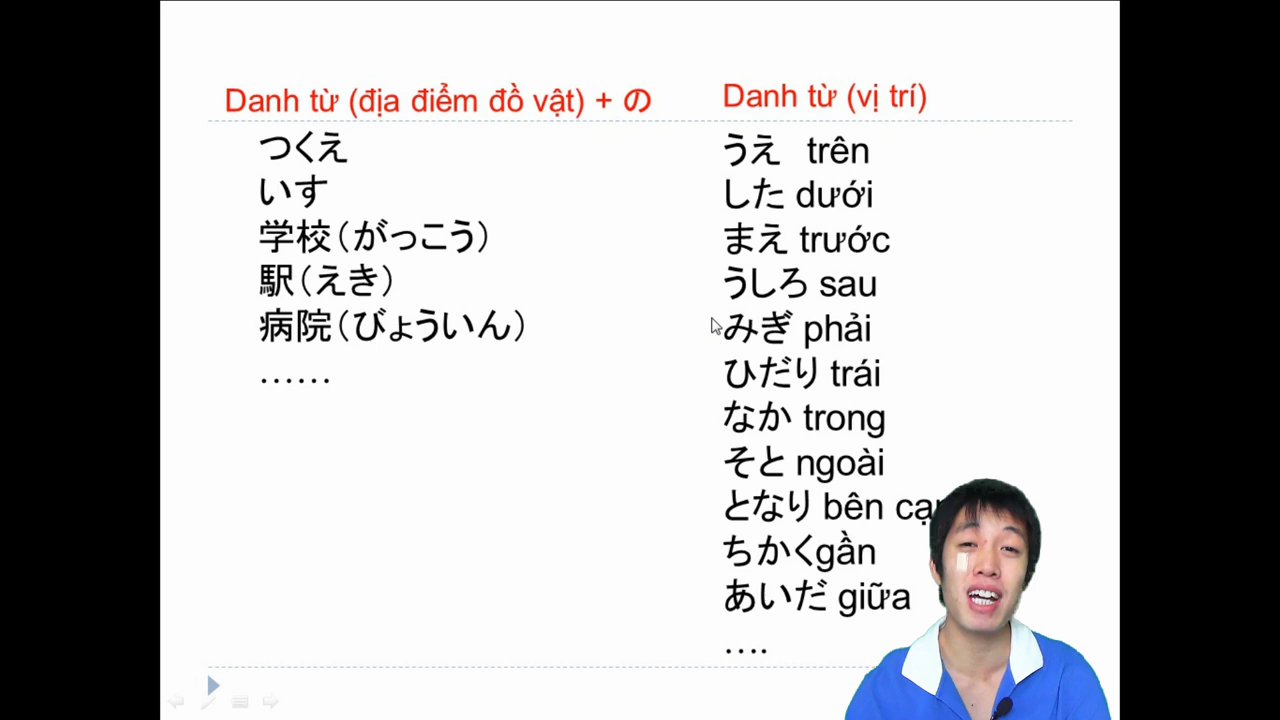 Danh từ (địa điểm đồ vật) + の
つくえ
いす
学校（がっこう）
駅（えき）
病院（びょういん）
……
Danh từ (vị trí)
うえ trên
した dưới
まえ trước
うしろ sau
みぎ phải
ひだり trái
なか trong
そと ngoài
となり bên
ちかくgần
あいだ giữa
….